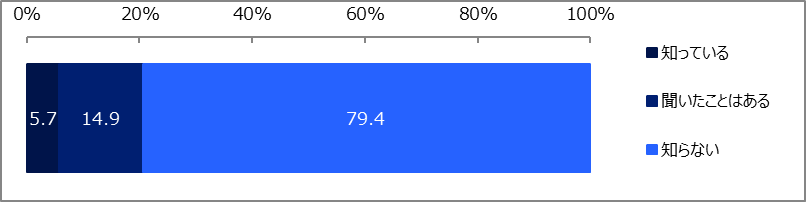 0% 20% 40% 60% 80% 100%
知っている
聞いたことはある
知らない
5.7 14.9 79.4